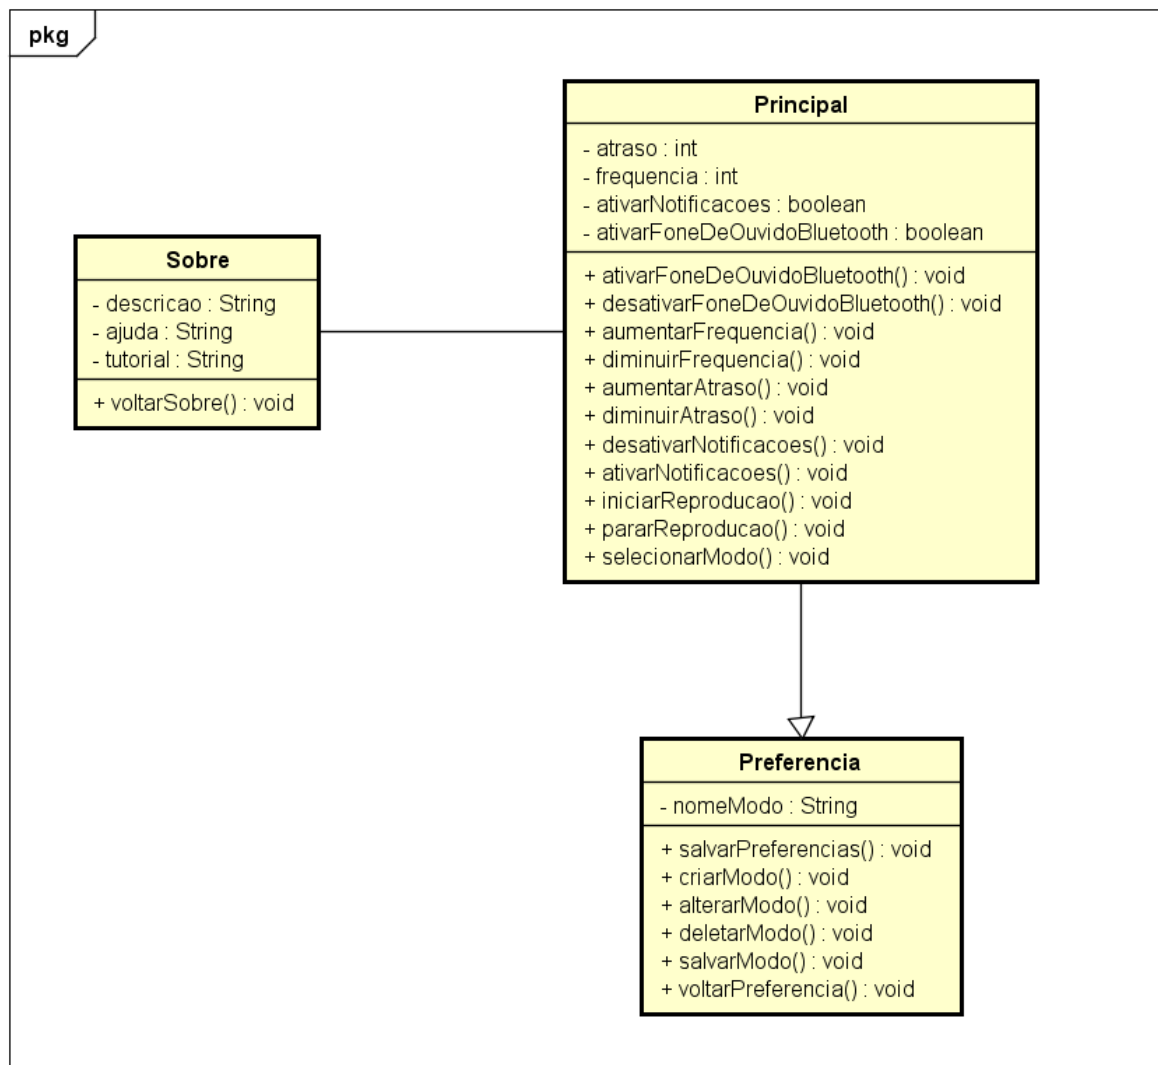 pkg
Principal
- atraso : int
- frequencia : int
- ativarNotificacoes : boolean
- ativarFoneDeOuvidoBluetooth : boolean
+ ativarFoneDeOuvidoBluetooth() : void
+ desativarFoneDeOuvidoBluetooth() : void
+ aumentarFrequencia() : void
+ diminuirFrequencia() : void
+ aumentarAtraso() : void
+ diminuirAtraso() : void
+ desativarNotificacoes() : void
+ ativarNotificacoes() : void
+ iniciarReproducao() : void
+ pararReproducao() : void
+ selecionarModo() : void
Sobre
- descricao : String
- ajuda : String
- tutorial : String
+ voltarSobre() : void
Preferencia
- nomeModo : String
+ salvarPreferencias() : void
+ criarModo() : void
+ alterarModo() : void
+ deletarModo() : void
+ salvarModo() : void
+ voltarPreferencia() : void